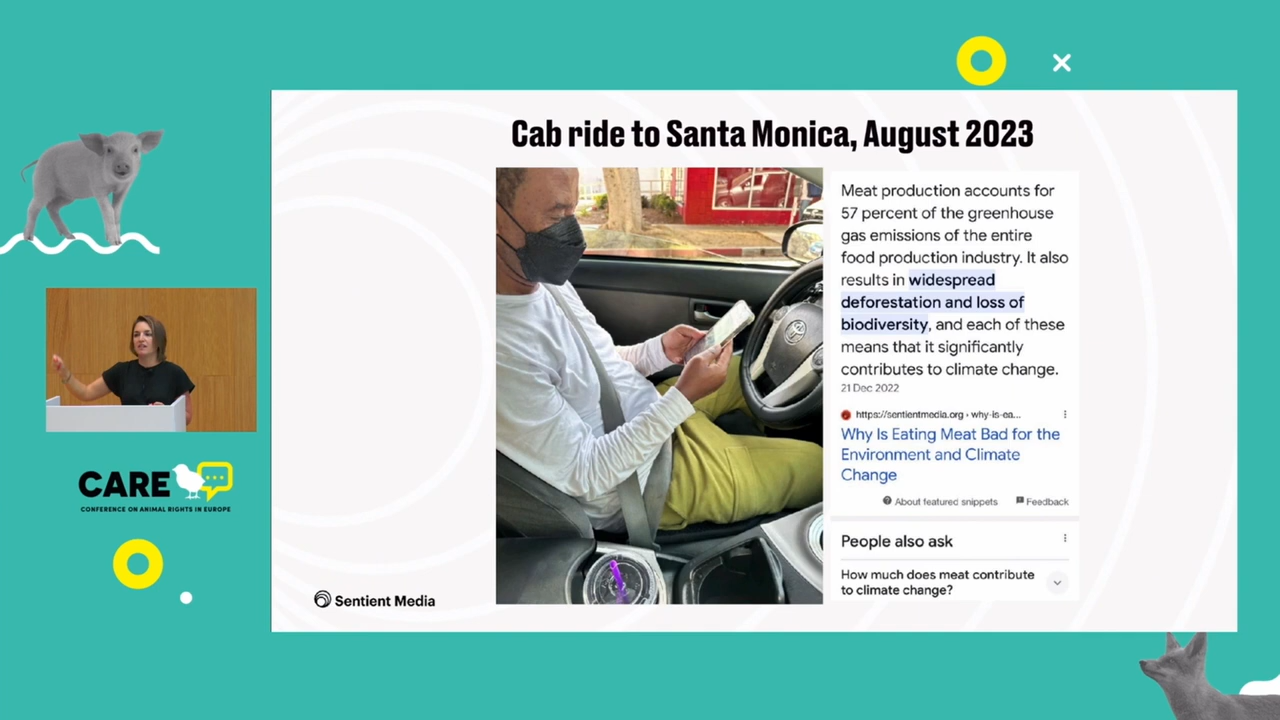 Cab ride to Santa Monica, August 2023
Meat production accounts for
57 percent of the greenhouse
gas emissions of the entire
food production industry. It also
results in widespread
deforestation and loss of
biodiversity, and each of these
means that it significantly
contributes to climate change.
21 Dec 2022
https://sentientmedia.org › why-is-ea...
Why Is Eating Meat Bad for the
Environment and Climate
Change
About featured snippets
Feedback
People also ask
How much does meat contribute
to climate change?
Sentient Media
CARE
CONFERENCE ON ANIMAL RIGHTS IN EUROPE